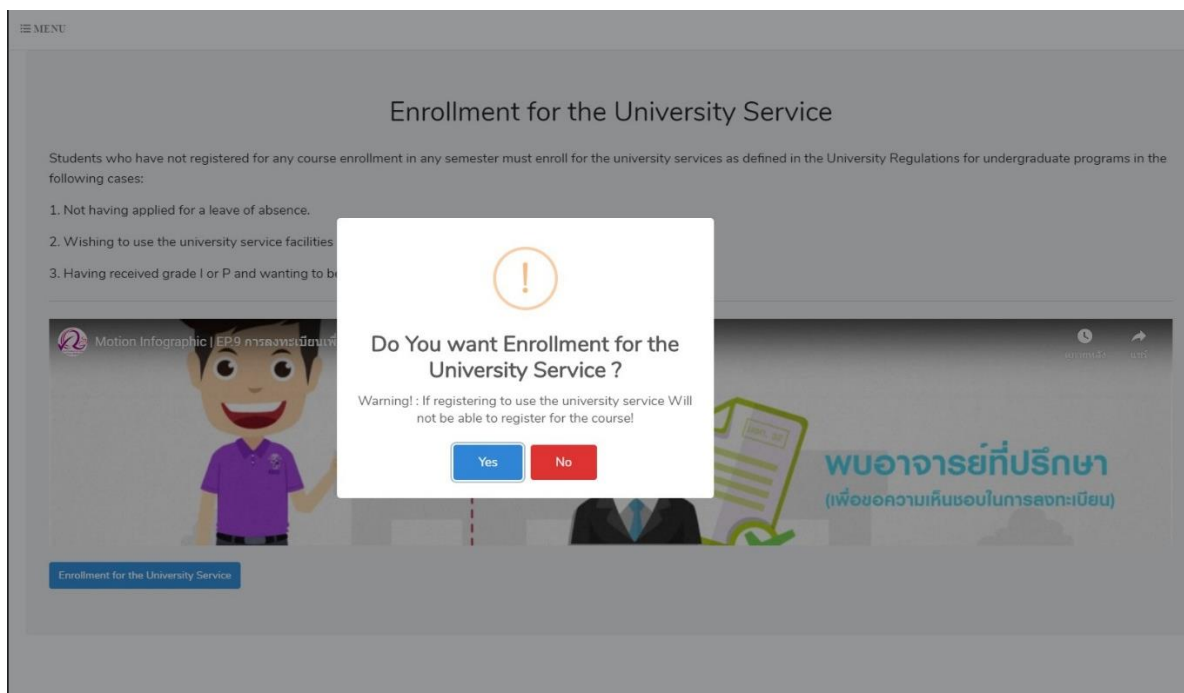 MENU
Enrollment for the University Service
Students who have not registered for any course enrollment in any semester must enroll for the university services as defined in the University Regulations for undergraduate programs in the
following cases:
1. Not having applied for a leave of absence.
2. Wishing to use the university service facilities
3. Having received grade I or P and wanting to be
Motion Infographic | EP.9 การลงทะเบียนเพื่
Do You want Enrollment for the
University Service ?
Warning! : If registering to use the university service Will
not be able to register for the course!
Yes No
พบอาจารย์ที่ปรึกษา
(เพื่อขอความเห็นชอบในการลงทะเบียน)
Enrollment for the University Service